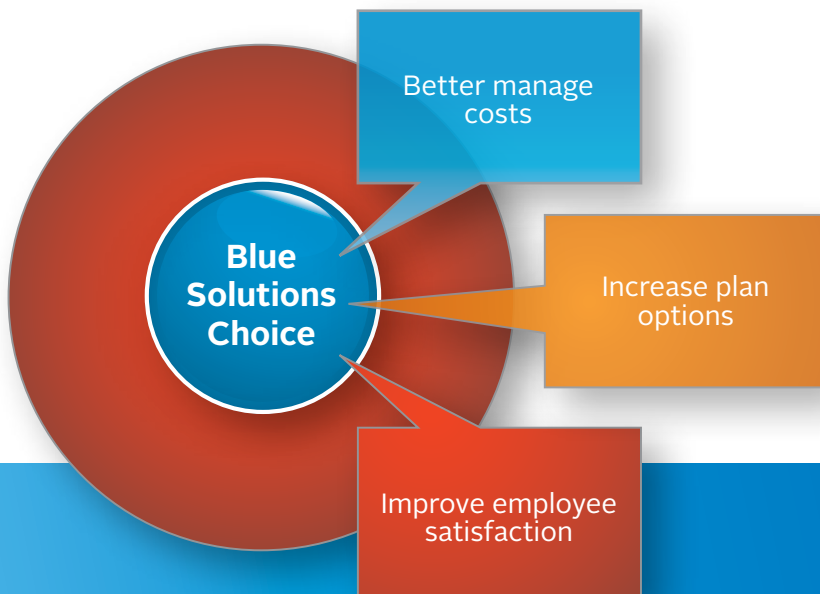 Better manage
costs
Blue
Solutions
Choice
Increase plan
options
Improve employee
satisfaction